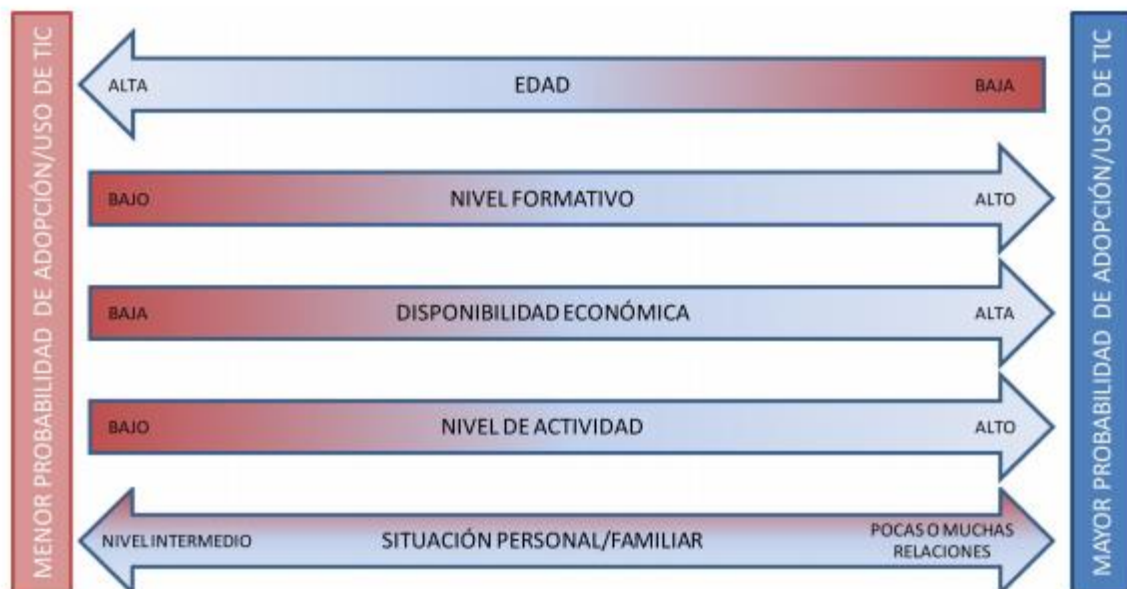 MENOR PROBABILIDAD DE ADOPCIÓN/USO DE TIC
ALTA EDAD BAJA
BAJO NIVEL FORMATIVO ALTO
BAJA DISPONIBILIDAD ECONÓMICA ALTA
BAJO NIVEL DE ACTIVIDAD ALTO
NIVEL INTERMEDIO SITUACIÓN PERSONAL/FAMILIAR POCAS O MUCHAS
RELACIONES
MAYOR PROBABILIDAD DE ADOPCIÓN/USO DE TIC